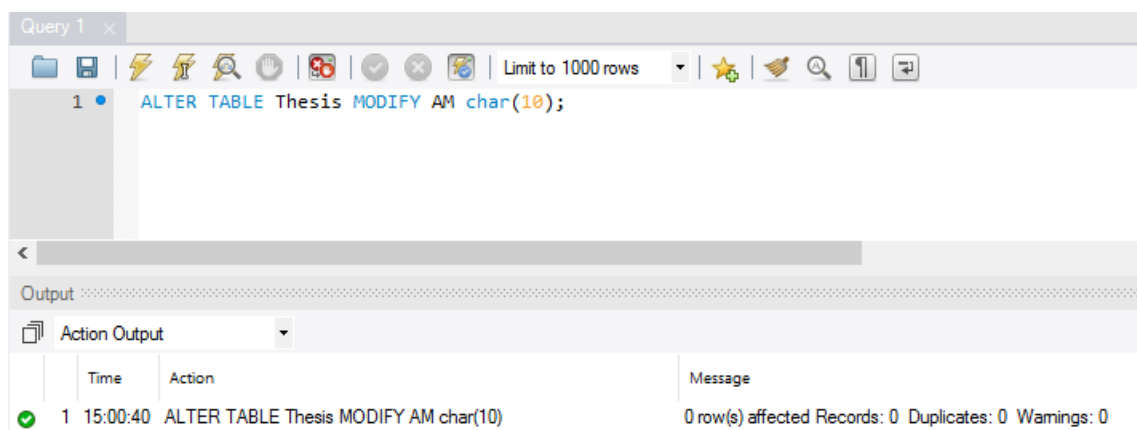 Query 1
Limit to 1000 rows
1 ALTER TABLE Thesis MODIFY AM char(10);
Output
Action Output
Time Action Message
1 15:00:40 ALTER TABLE Thesis MODIFY AM char(10) 0 row(s) affected Records: 0 Duplicates: 0 Warnings: 0